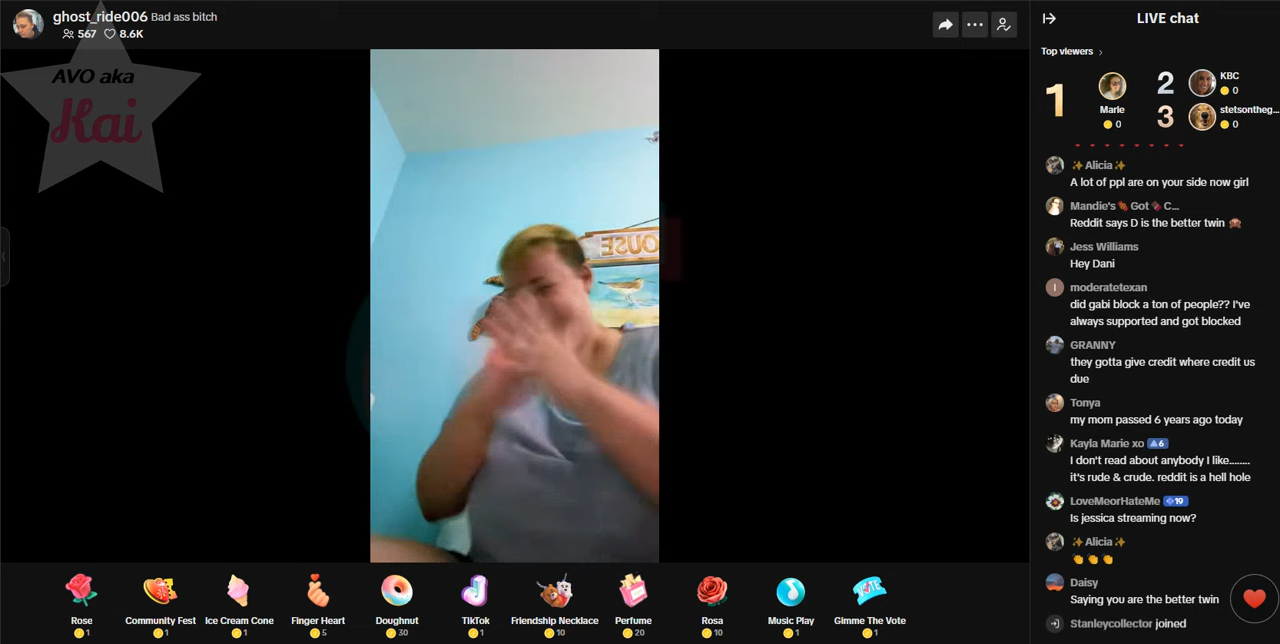 ghost_ride006 Bad ass bitch
567 8.6K
AVO aka
Kai
HOUSE
Rose
1
Community Fest
1
Ice Cream Cone
1
Finger Heart
5
Doughnut
30
TikTok
1
Friendship Necklace
10
Perfume
20
Rosa
10
Music Play
1
Gimme The Vote
1
LIVE chat
Top viewers
1
Marie
0
2
KBC
0
3
stetsontheg...
0
✨Alicia✨
A lot of ppl are on your side now girl
Mandie's🍫Got🍫C...
Reddit says D is the better twin 🦀
Jess Williams
Hey Dani
I
moderatetexan
did gabi block a ton of people?? I've
always supported and got blocked
GRANNY
they gotta give credit where credit us
due
Tonya
my mom passed 6 years ago today
Kayla Marie xo 6
I don't read about anybody I like........
it's rude & crude. reddit is a hell hole
LoveMeorHateMe 19
Is jessica streaming now?
✨Alicia✨
👏👏👏
Daisy
Saying you are the better twin
Stanleycollector joined